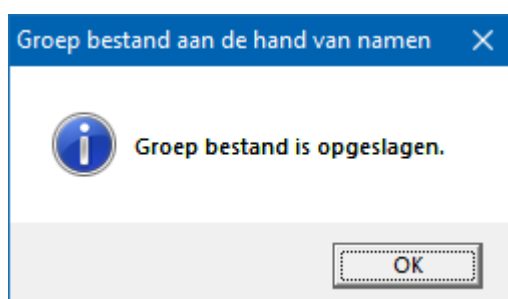 Groep bestand aan de hand van namen
Groep bestand is opgeslagen.
OK